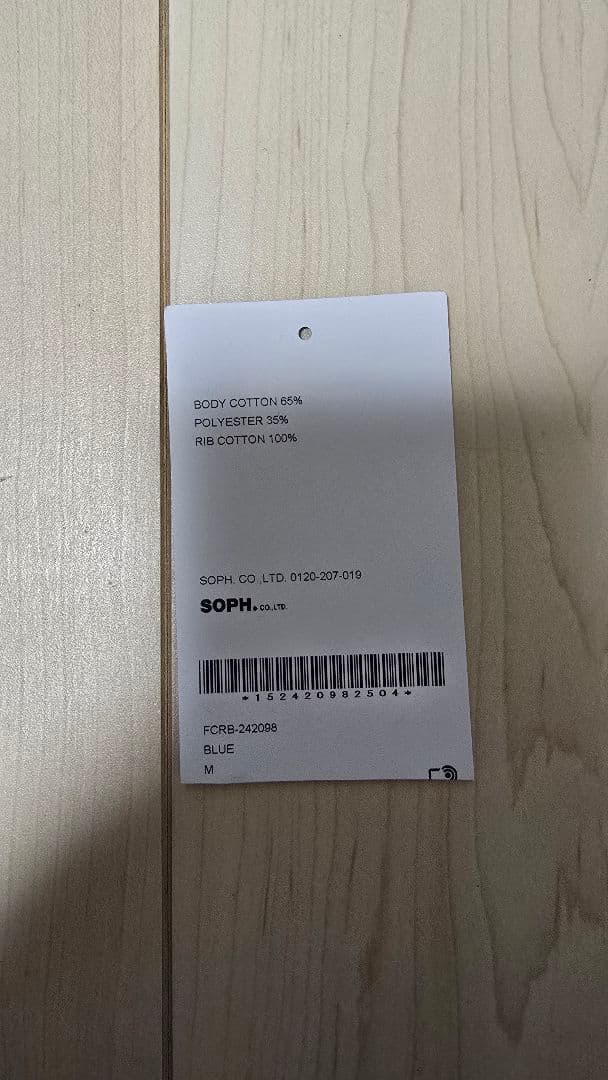 BODY COTTON 65%
POLYESTER 35%
RIB COTTON 100%
SOPH. CO.,LTD. 0120-207-019
SOPH. CO.,LTD.
*152420982504*
FCRB-242098
BLUE
M